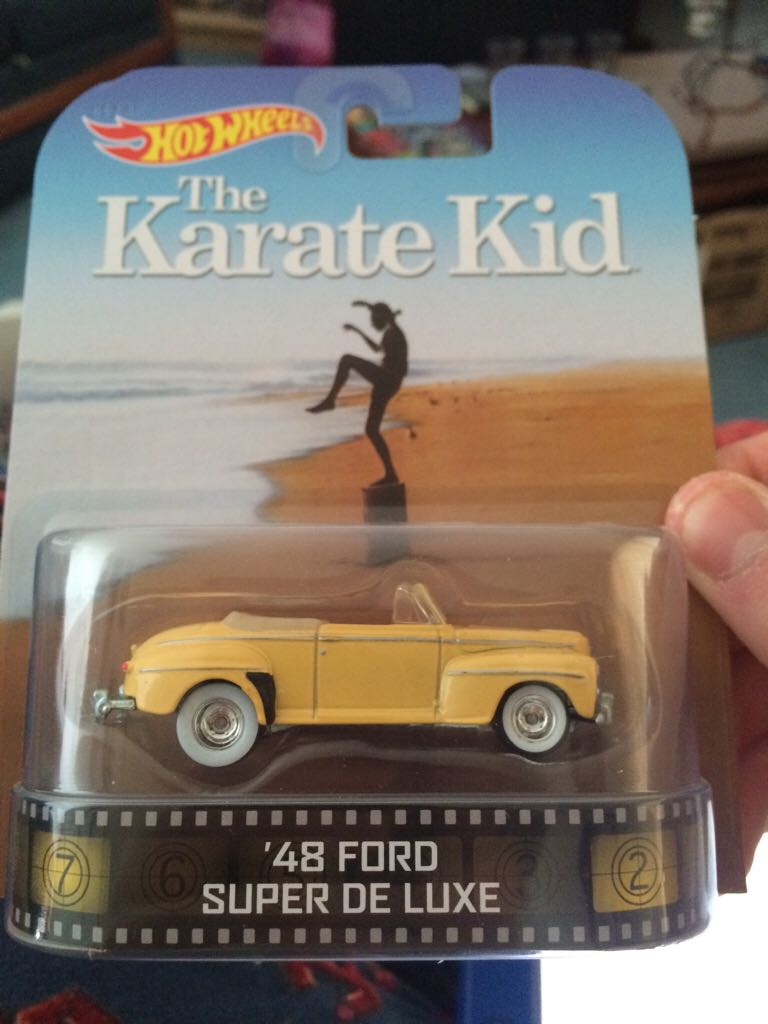 HOT WHEELS
The
Karate Kid
'48 FORD
SUPER DE LUXE
7 6 3 2